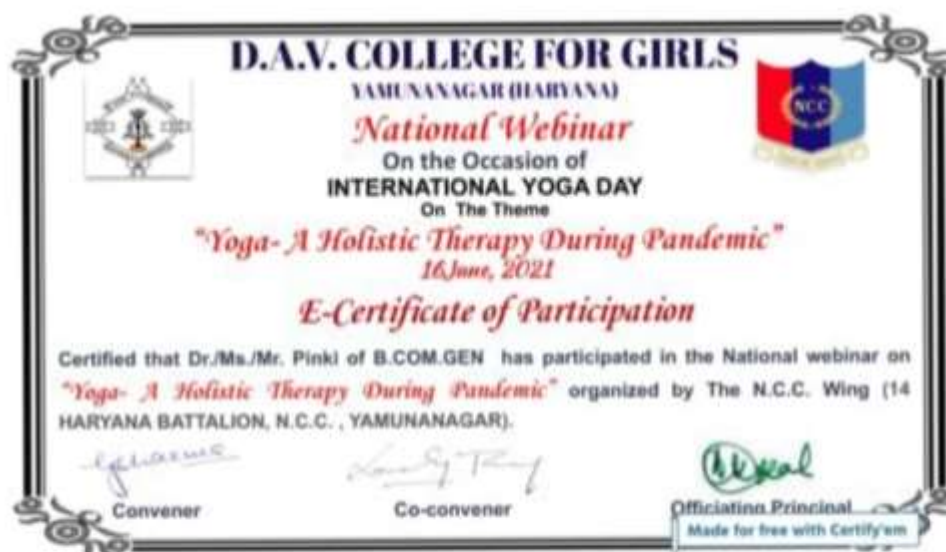 D.A.V. COLLEGE FOR GIRLS
YAMUNANAGAR (HARYANA)
National Webinar
On the Occasion of
INTERNATIONAL YOGA DAY
On The Theme
"Yoga- A Holistic Therapy During Pandemic"
16 June, 2021
E-Certificate of Participation
NCC
Certified that Dr./Ms./Mr. Pinki of B.COM.GEN has participated in the National webinar on
"Yoga- A Holistic Therapy During Pandemic" organized by The N.C.C. Wing (14
HARYANA BATTALION, N.C.C. , YAMUNANAGAR).
Convener
Co-convener
Officiating Principal
Made for free with Certify'em